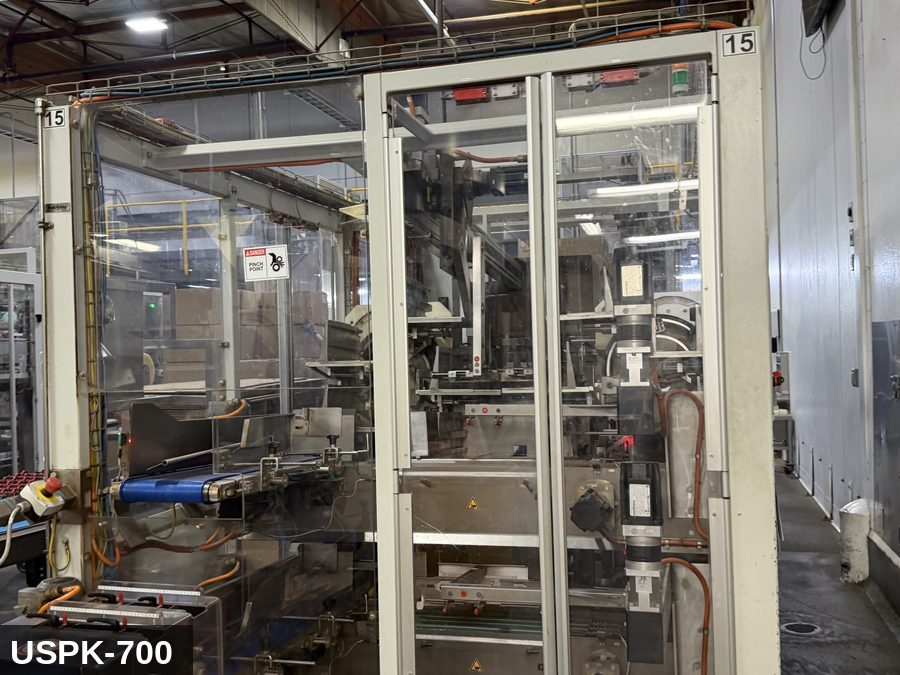 15
15
DANGER
PINCH
POINT
USPK-700